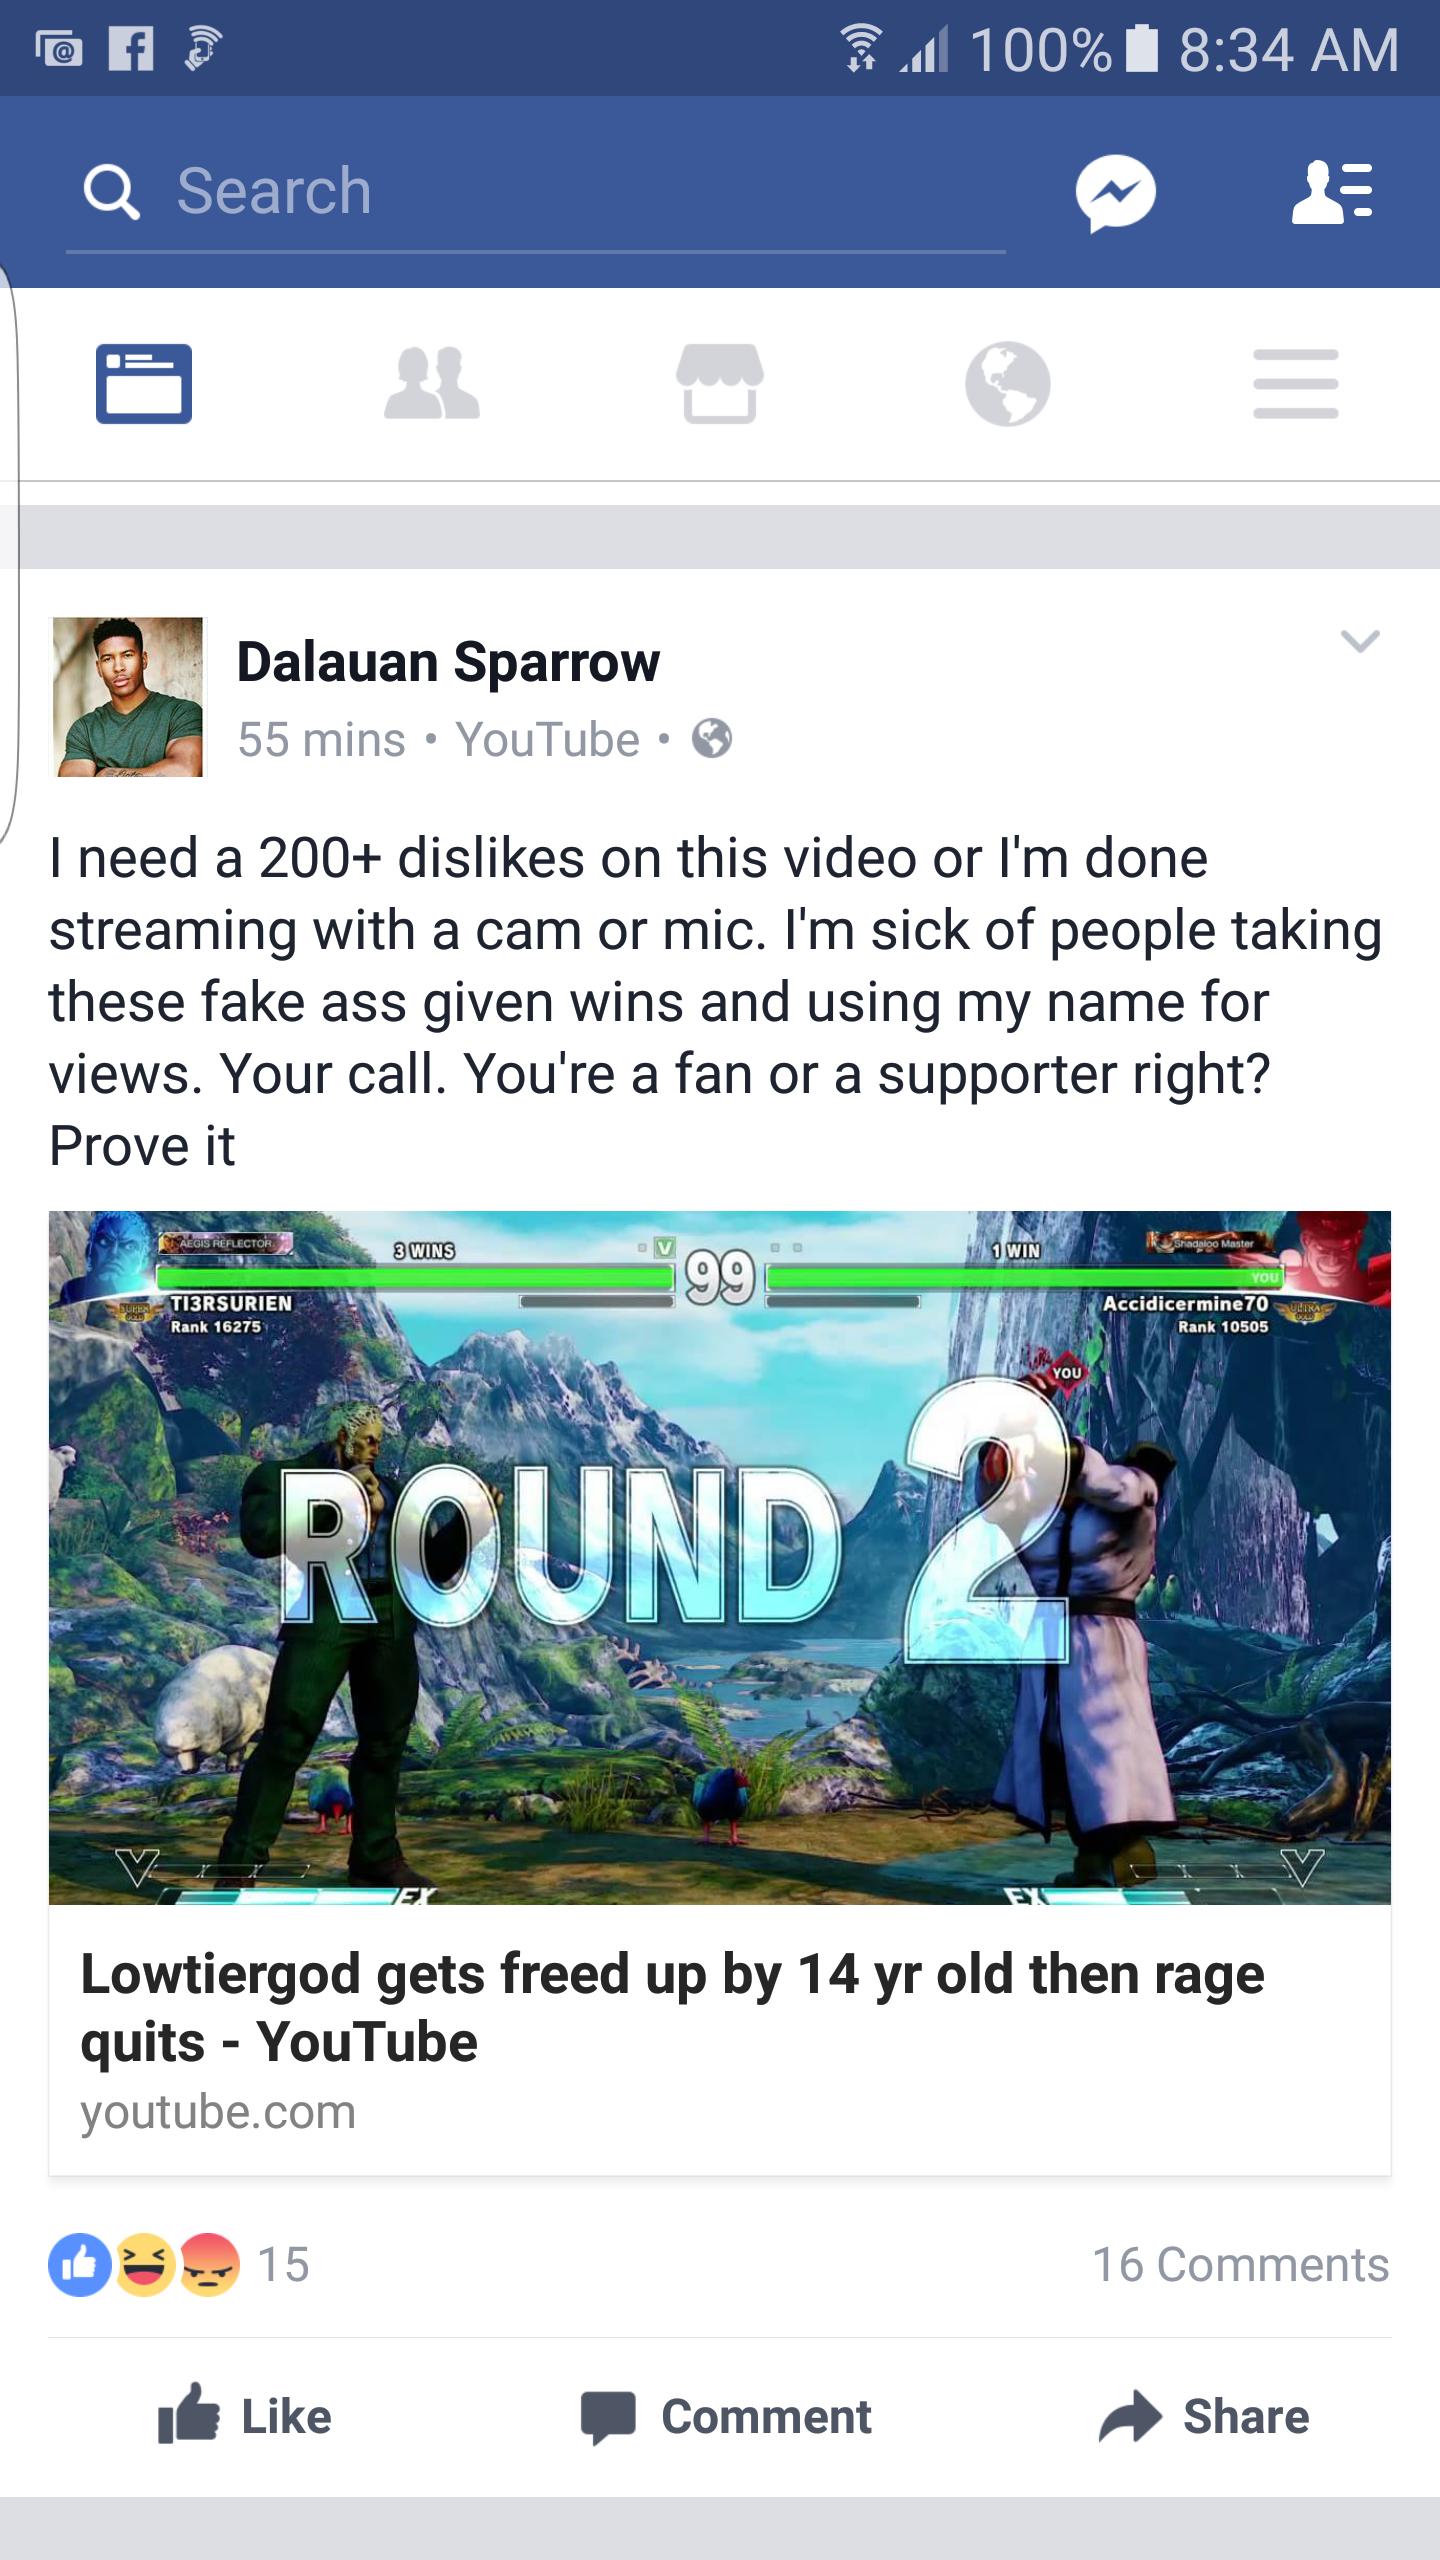 100% 8:34 AM
Search
Dalauan Sparrow
55 mins • YouTube •
I need a 200+ dislikes on this video or I'm done
streaming with a cam or mic. I'm sick of people taking
these fake ass given wins and using my name for
views. Your call. You're a fan or a supporter right?
Prove it
AEGIS REFLECTOR 3 WINS V 99 1 WIN Shadaloo Master
YOU
SUPER GOLD TI3RSURIEN Accidicermine70 ULTRA GOLD
Rank 16275 Rank 10505
YOU
ROUND 2
V V
EX EX
Lowtiergod gets freed up by 14 yr old then rage
quits - YouTube
youtube.com
15 16 Comments
Like Comment Share